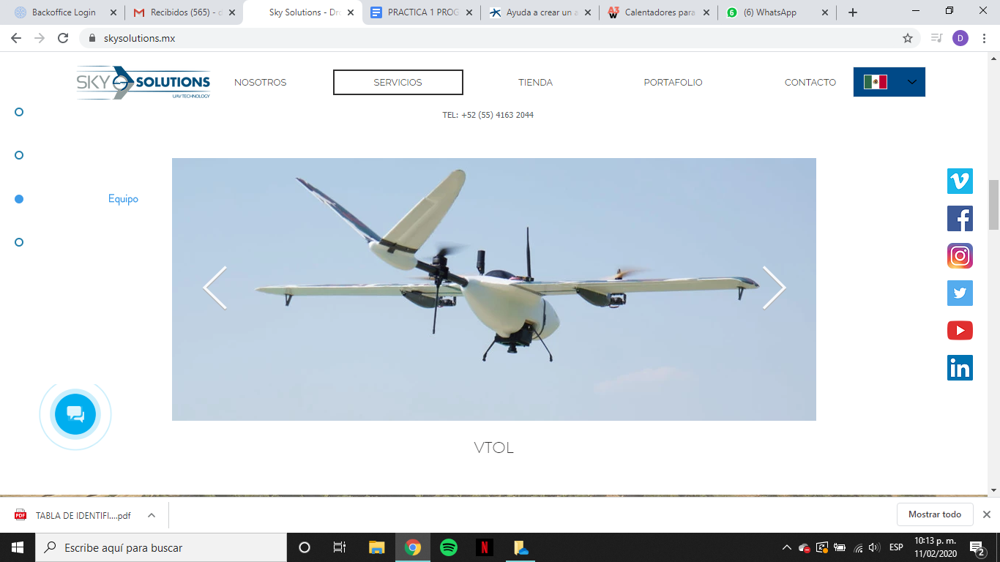 Backoffice Login
Recibidos (565) - d
Sky Solutions - Dro
PRACTICA 1 PROG
Ayuda a crear un a
Calentadores para
(6) WhatsApp
skysolutions.mx
D
SKY SOLUTIONS
UAV TECHNOLOGY
NOSOTROS
SERVICIOS
TIENDA
PORTAFOLIO
CONTACTO
TEL: +52 (55) 4163 2044
Equipo
VTOL
TABLA DE IDENTIFI....pdf
Mostrar todo
Escribe aquí para buscar
ESP
10:13 p. m.
11/02/2020
2